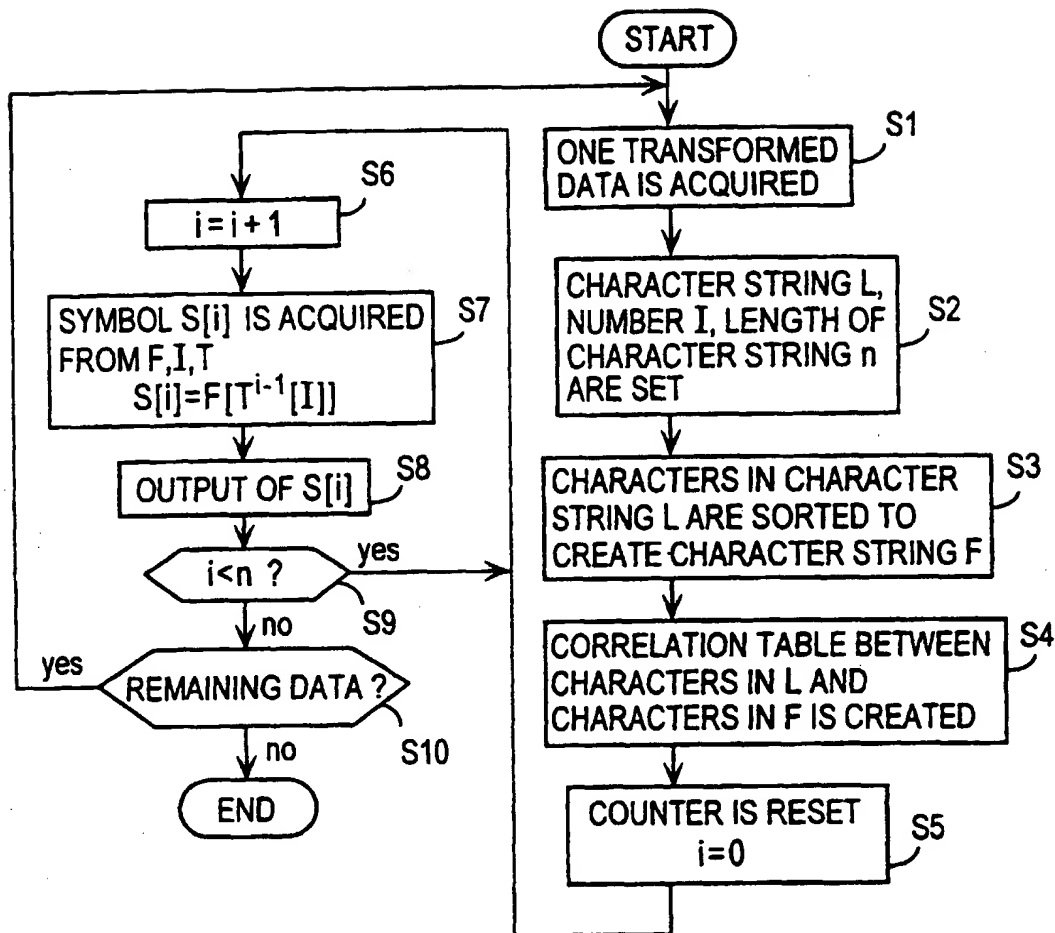 START
S1
ONE TRANSFORMED
DATA IS ACQUIRED
S2
CHARACTER STRING L,
NUMBER I, LENGTH OF
CHARACTER STRING n
ARE SET
S3
CHARACTERS IN CHARACTER
STRING L ARE SORTED TO
CREATE CHARACTER STRING F
S4
CORRELATION TABLE BETWEEN
CHARACTERS IN L AND
CHARACTERS IN F IS CREATED
S5
COUNTER IS RESET
i=0
S6
i=i+1
S7
SYMBOL S[i] IS ACQUIRED
FROM F,I,T
S[i]=F[T^{i-1}[I]]
S8
OUTPUT OF S[i]
i<n ?
yes
S9
no
yes
REMAINING DATA ?
S10
no
END